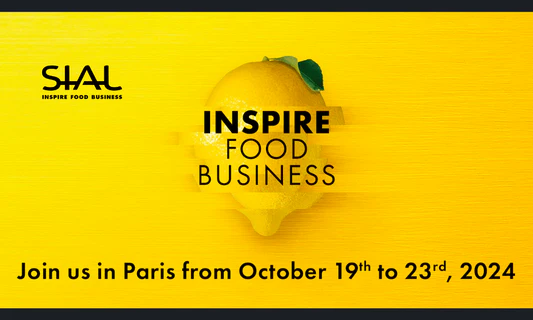 SIAL
INSPIRE FOOD BUSINESS
INSPIRE
FOOD
BUSINESS
Join us in Paris from October 19th to 23rd, 2024